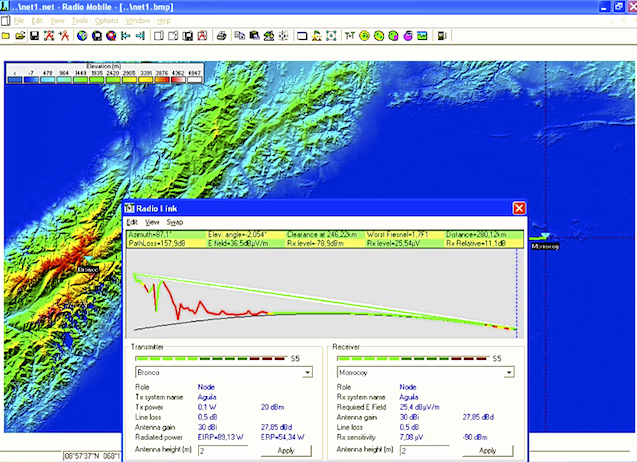 ..\net1.net - Radio Mobile - [..\net1.bmp]
File Edit View Tools Options Window Help
Elevation (m)
< -7 478 964 1449 1935 2420 2905 3391 3876 4362 4847
Bronco
Morrocoy
Radio Link
Edit View Swap
Azimuth=87,1° Elev. angle=-2,054° Clearance at 246,22km Worst Fresnel=1,7F1 Distance=280,12km
PathLoss=157,9dB E field=36,5dBµV/m Rx level=-78,9dBm Rx level=25,54µV Rx Relative=11,1dB
Transmitter
S5
Bronco
Role Node
Tx system name Aguila
Tx power 0,1 W 20 dBm
Line loss 0,5 dB
Antenna gain 30 dBi 27,85 dBd
Radiated power EIRP=89,13 W ERP=54,34 W
Antenna height (m) 2 Apply
Receiver
S5
Morrocoy
Role Node
Rx system name Aguila
Required E Field 25,4 dBµV/m
Antenna gain 30 dBi 27,85 dBd
Line loss 0,5 dB
Rx sensitivity 7,08 µV -90 dBm
Antenna height (m) 2 Apply
08°57'37"N 068°1